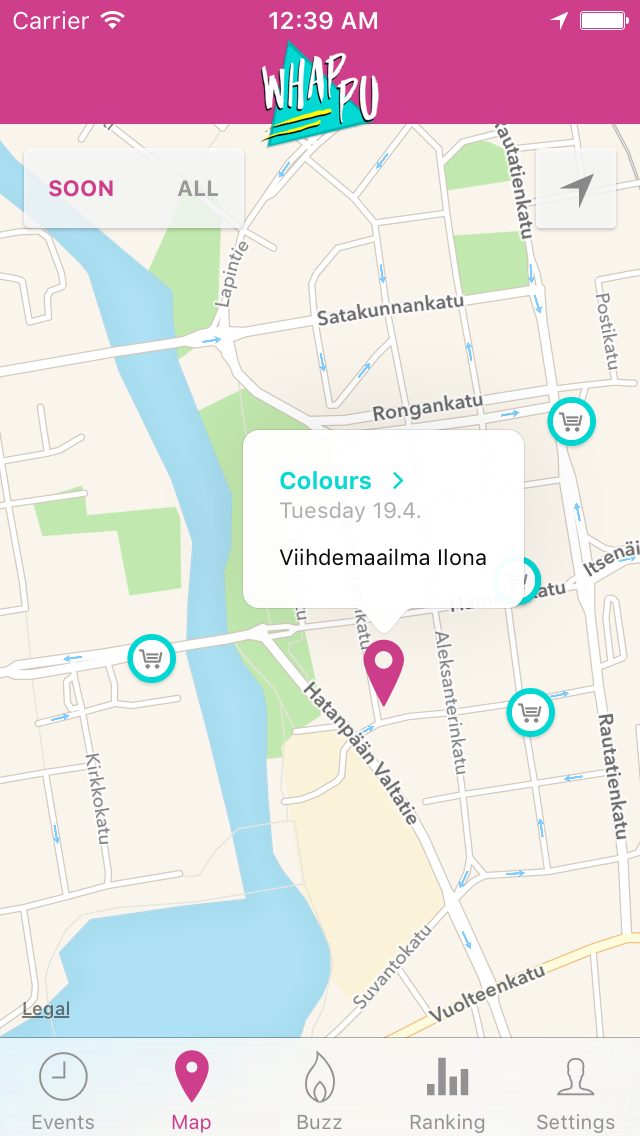 Carrier 12:39 AM
WHAPPU
SOON ALL
Rautatienkatu
Lapintie
Satakunnankatu
Postikatu
Rongankatu
Colours
Tuesday 19.4.
Viihdemaailma Ilona
Aleksanterinkatu
Hatanpään Valtatie
Kirkkokatu
Rautatienkatu
Suvantokatu
Vuolteenkatu
Legal
Events Map Buzz Ranking Settings